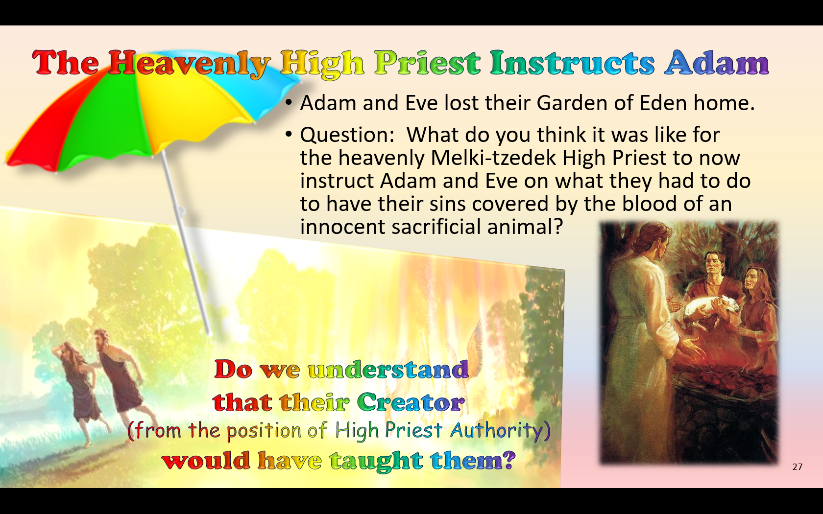 The Heavenly High Priest Instructs Adam
• Adam and Eve lost their Garden of Eden home.
• Question:  What do you think it was like for
the heavenly Melki-tzedek High Priest to now
instruct Adam and Eve on what they had to do
to have their sins covered by the blood of an
innocent sacrificial animal?
Do we understand
that their Creator
(from the position of High Priest Authority)
would have taught them?
27